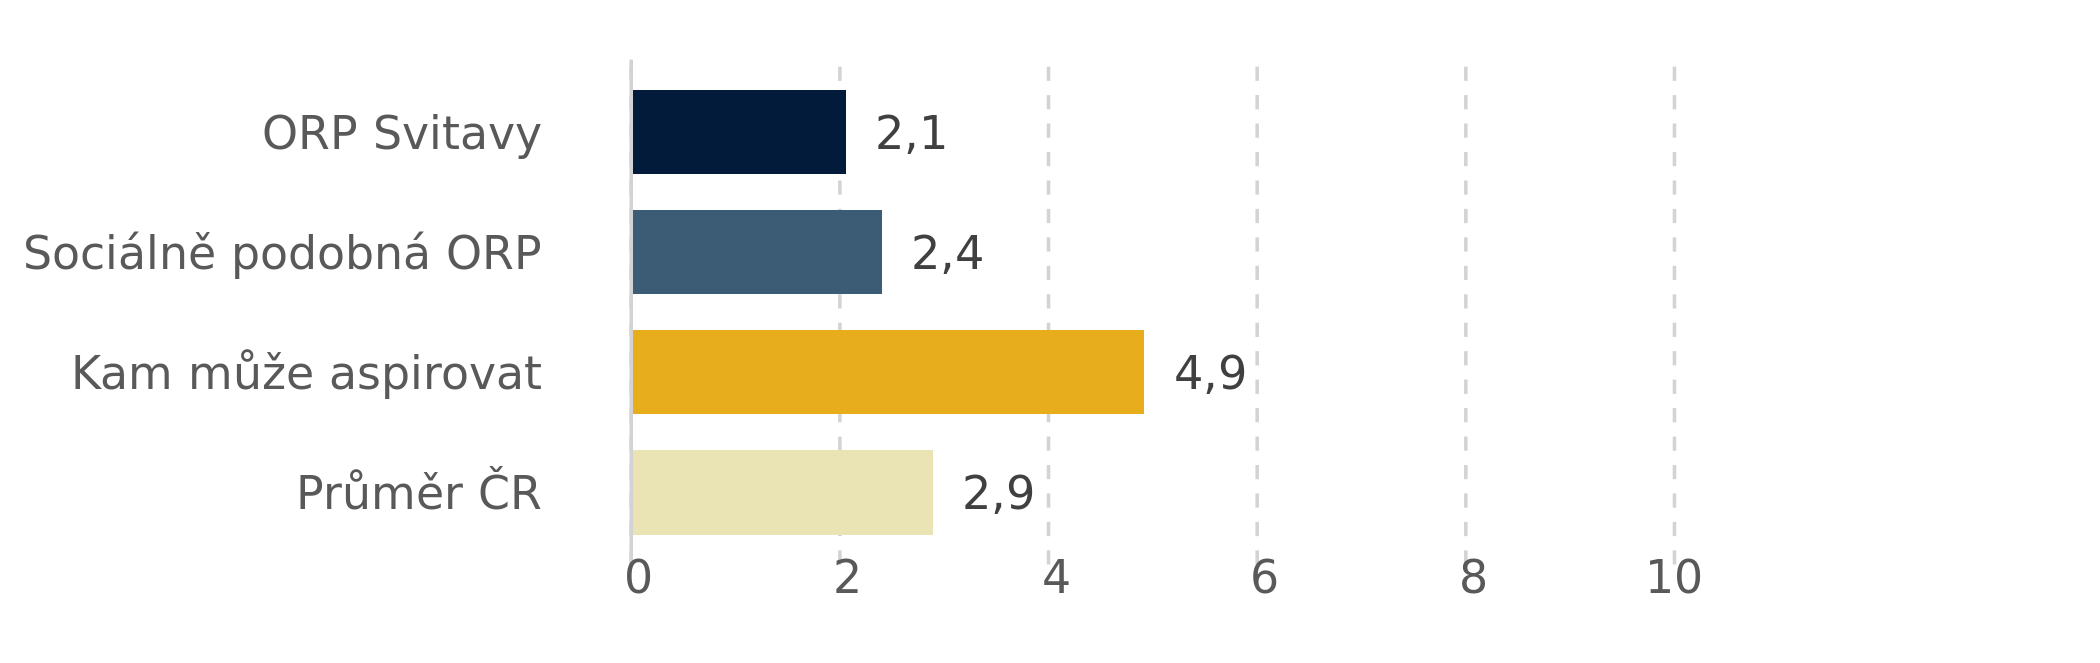 ORP Svitavy 2,1
Sociálně podobná ORP 2,4
Kam může aspirovat 4,9
Průměr ČR 2,9
0 2 4 6 8 10